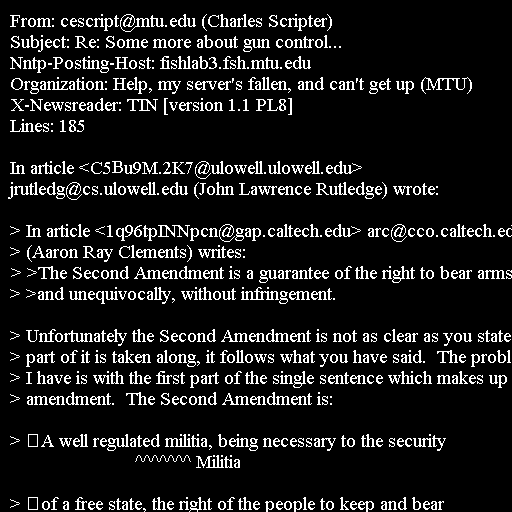 From: cescript@mtu.edu (Charles Scripter)
Subject: Re: Some more about gun control...
Nntp-Posting-Host: fishlab3.fsh.mtu.edu
Organization: Help, my server's fallen, and can't get up (MTU)
X-Newsreader: TIN [version 1.1 PL8]
Lines: 185

In article <C5Bu9M.2K7@ulowell.ulowell.edu>
jrutledg@cs.ulowell.edu (John Lawrence Rutledge) wrote:

> In article <1q96tpINNpcn@gap.caltech.edu> arc@cco.caltech.ed
> (Aaron Ray Clements) writes:
> >The Second Amendment is a guarantee of the right to bear arms
> >and unequivocally, without infringement.

> Unfortunately the Second Amendment is not as clear as you state
> part of it is taken along, it follows what you have said.  The probl
> I have is with the first part of the single sentence which makes up
> amendment.  The Second Amendment is:

> A well regulated militia, being necessary to the security
^^^^^^^ Militia

> of a free state, the right of the people to keep and bear